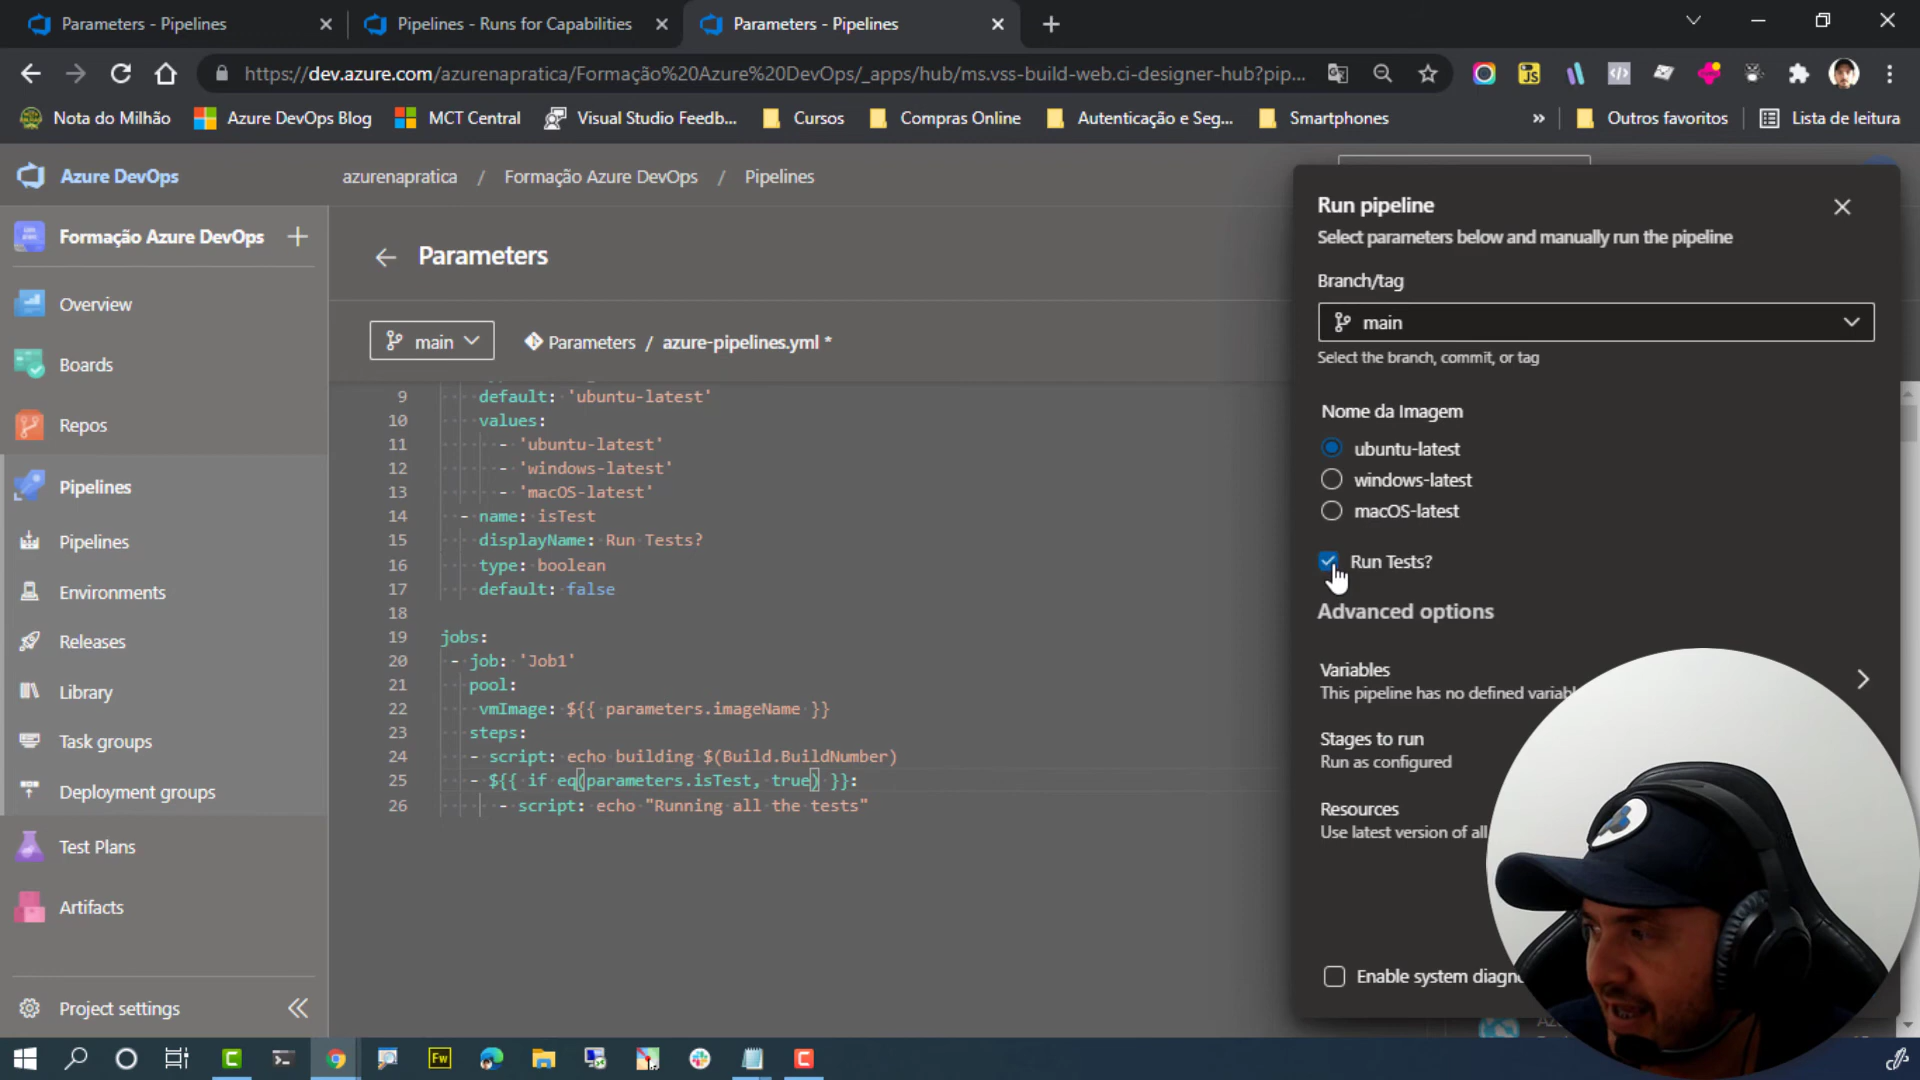 Parameters - Pipelines
Pipelines - Runs for Capabilities
Parameters - Pipelines
https://dev.azure.com/azurenapratica/Formação%20Azure%20DevOps/_apps/hub/ms.vss-build-web.ci-designer-hub?pip...
Nota do Milhão
Azure DevOps Blog
MCT Central
Visual Studio Feedb...
Cursos
Compras Online
Autenticação e Seg...
Smartphones
»
Outros favoritos
Lista de leitura
Azure DevOps
azurenapratica / Formação Azure DevOps / Pipelines
Formação Azure DevOps
Overview
Boards
Repos
Pipelines
Pipelines
Environments
Releases
Library
Task groups
Deployment groups
Test Plans
Artifacts
Project settings
Parameters
main
Parameters / azure-pipelines.yml *
9 default: 'ubuntu-latest'
10 values:
11 - 'ubuntu-latest'
12 - 'windows-latest'
13 - 'macOS-latest'
14 - name: isTest
15 displayName: Run Tests?
16 type: boolean
17 default: false
18
19 jobs:
20 - job: 'Job1'
21 pool:
22 vmImage: ${{ parameters.imageName }}
23 steps:
24 - script: echo building $(Build.BuildNumber)
25 - ${{ if eq(parameters.isTest, true) }}:
26 - script: echo "Running all the tests"
Run pipeline
Select parameters below and manually run the pipeline
Branch/tag
main
Select the branch, commit, or tag
Nome da Imagem
ubuntu-latest
windows-latest
macOS-latest
Run Tests?
Advanced options
Variables
This pipeline has no defined
Stages to run
Run as configured
Resources
Use latest version of all
Enable system
Fw
JS